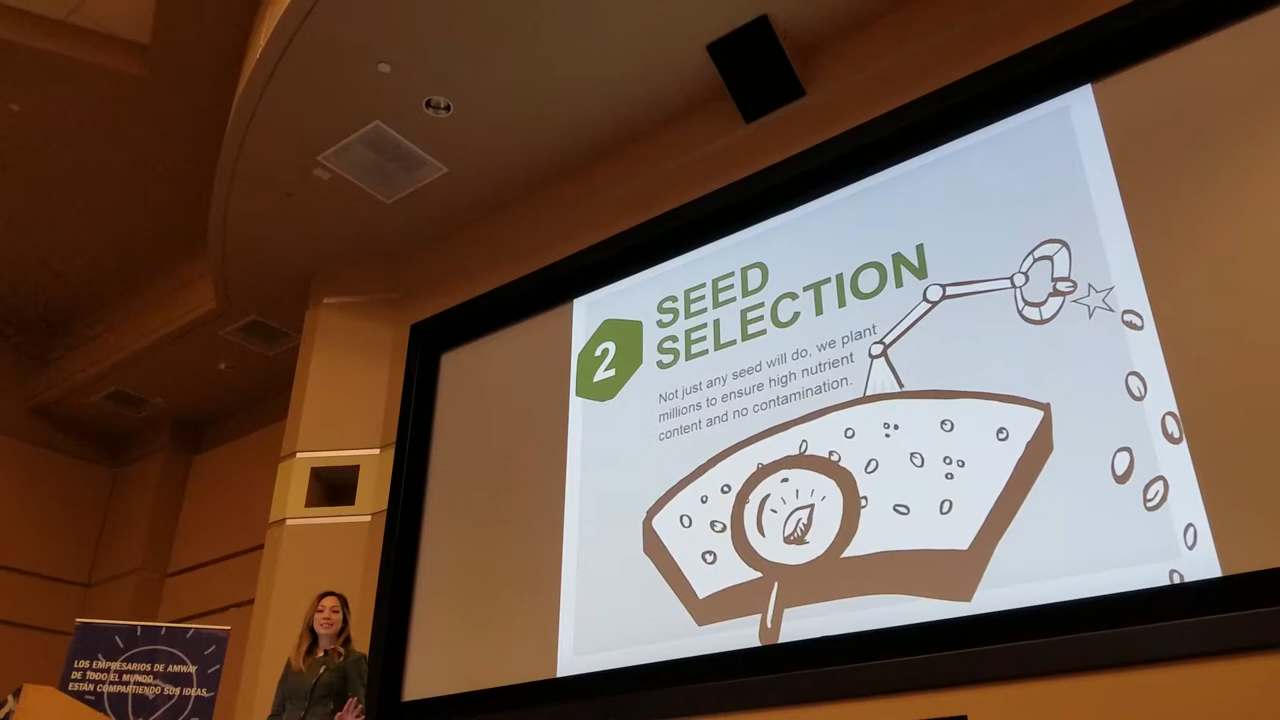 2
SEED
SELECTION
Not just any seed will do, we plant
millions to ensure high nutrient
content and no contamination.
LOS EMPRESARIOS DE AMWAY
DE TODO EL MUNDO
ESTÁN COMPARTIENDO SUS IDEAS